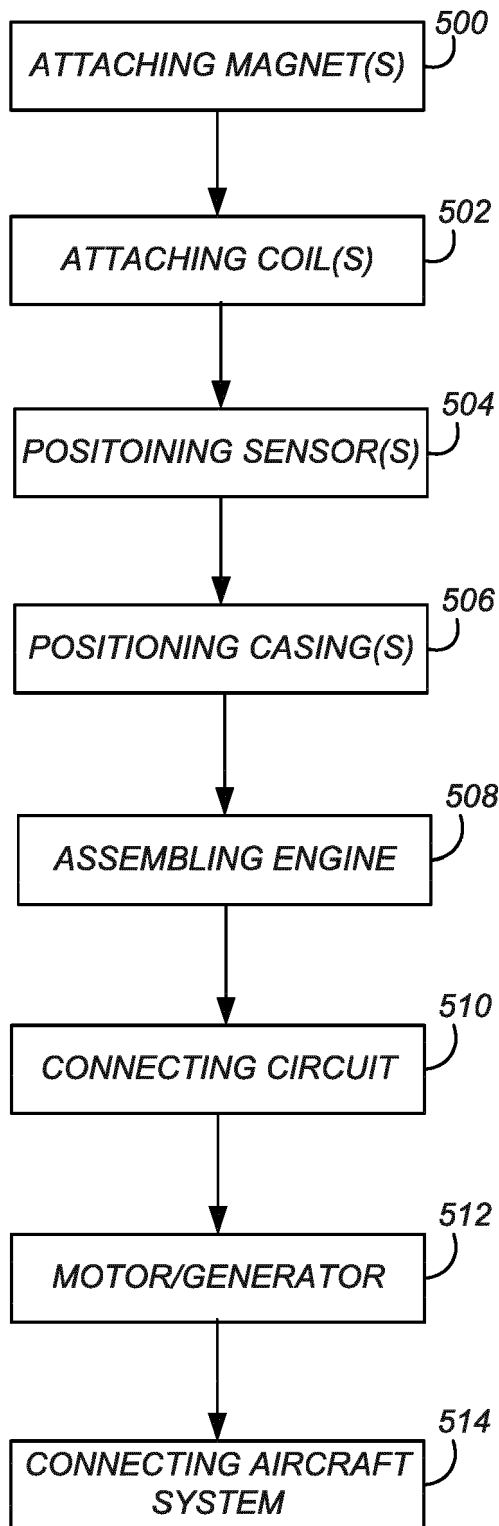 500
ATTACHING MAGNET(S)
502
ATTACHING COIL(S)
504
POSITOINING SENSOR(S)
506
POSITIONING CASING(S)
508
ASSEMBLING ENGINE
510
CONNECTING CIRCUIT
512
MOTOR/GENERATOR
514
CONNECTING AIRCRAFT
SYSTEM